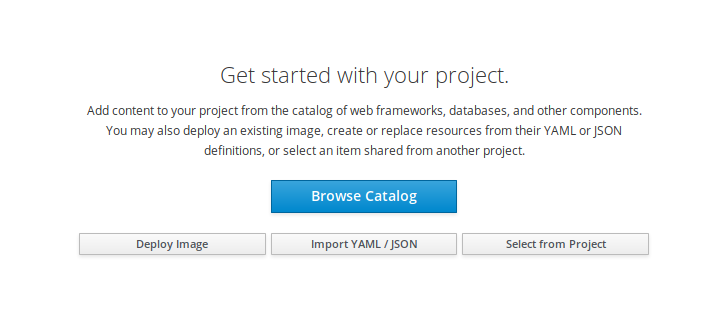 Get started with your project.
Add content to your project from the catalog of web frameworks, databases, and other components.
You may also deploy an existing image, create or replace resources from their YAML or JSON
definitions, or select an item shared from another project.
Browse Catalog
Deploy Image
Import YAML / JSON
Select from Project